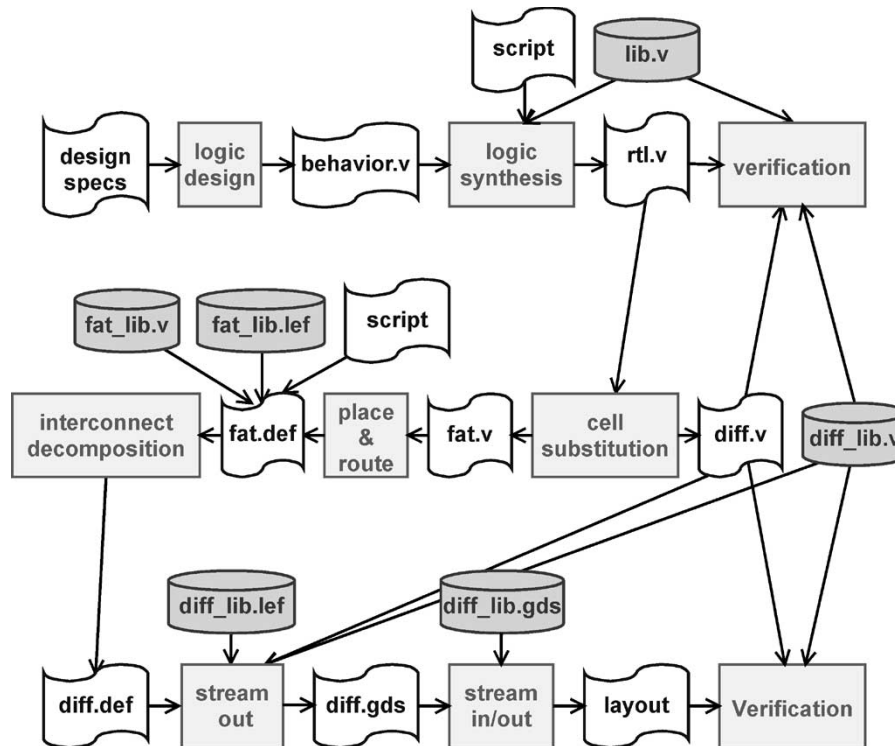 script
lib.v
design
specs
logic
design
behavior.v
logic
synthesis
rtl.v
verification
fat_lib.v
fat_lib.lef
script
interconnect
decomposition
fat.def
place
&
route
fat.v
cell
substitution
diff.v
diff_lib.v
diff_lib.lef
diff_lib.gds
diff.def
stream
out
diff.gds
stream
in/out
layout
Verification